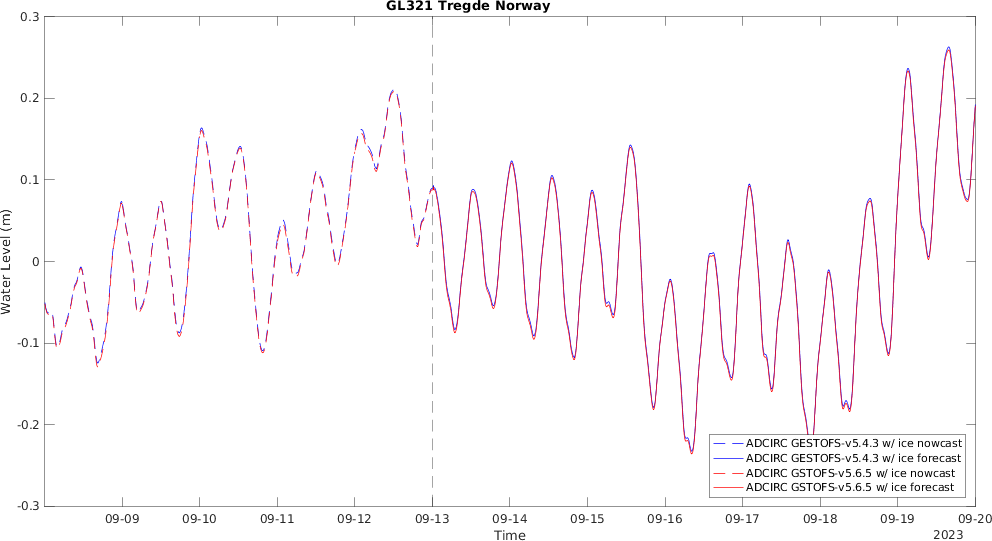 GL321 Tregde Norway
0.3
0.2
0.1
0
-0.1
-0.2
-0.3
Water Level (m)
ADCIRC GESTOFS-v5.4.3 w/ ice nowcast
ADCIRC GESTOFS-v5.4.3 w/ ice forecast
ADCIRC GSTOFS-v5.6.5 w/ ice nowcast
ADCIRC GSTOFS-v5.6.5 w/ ice forecast
09-09 09-10 09-11 09-12 09-13 09-14 09-15 09-16 09-17 09-18 09-19 09-20
Time
2023